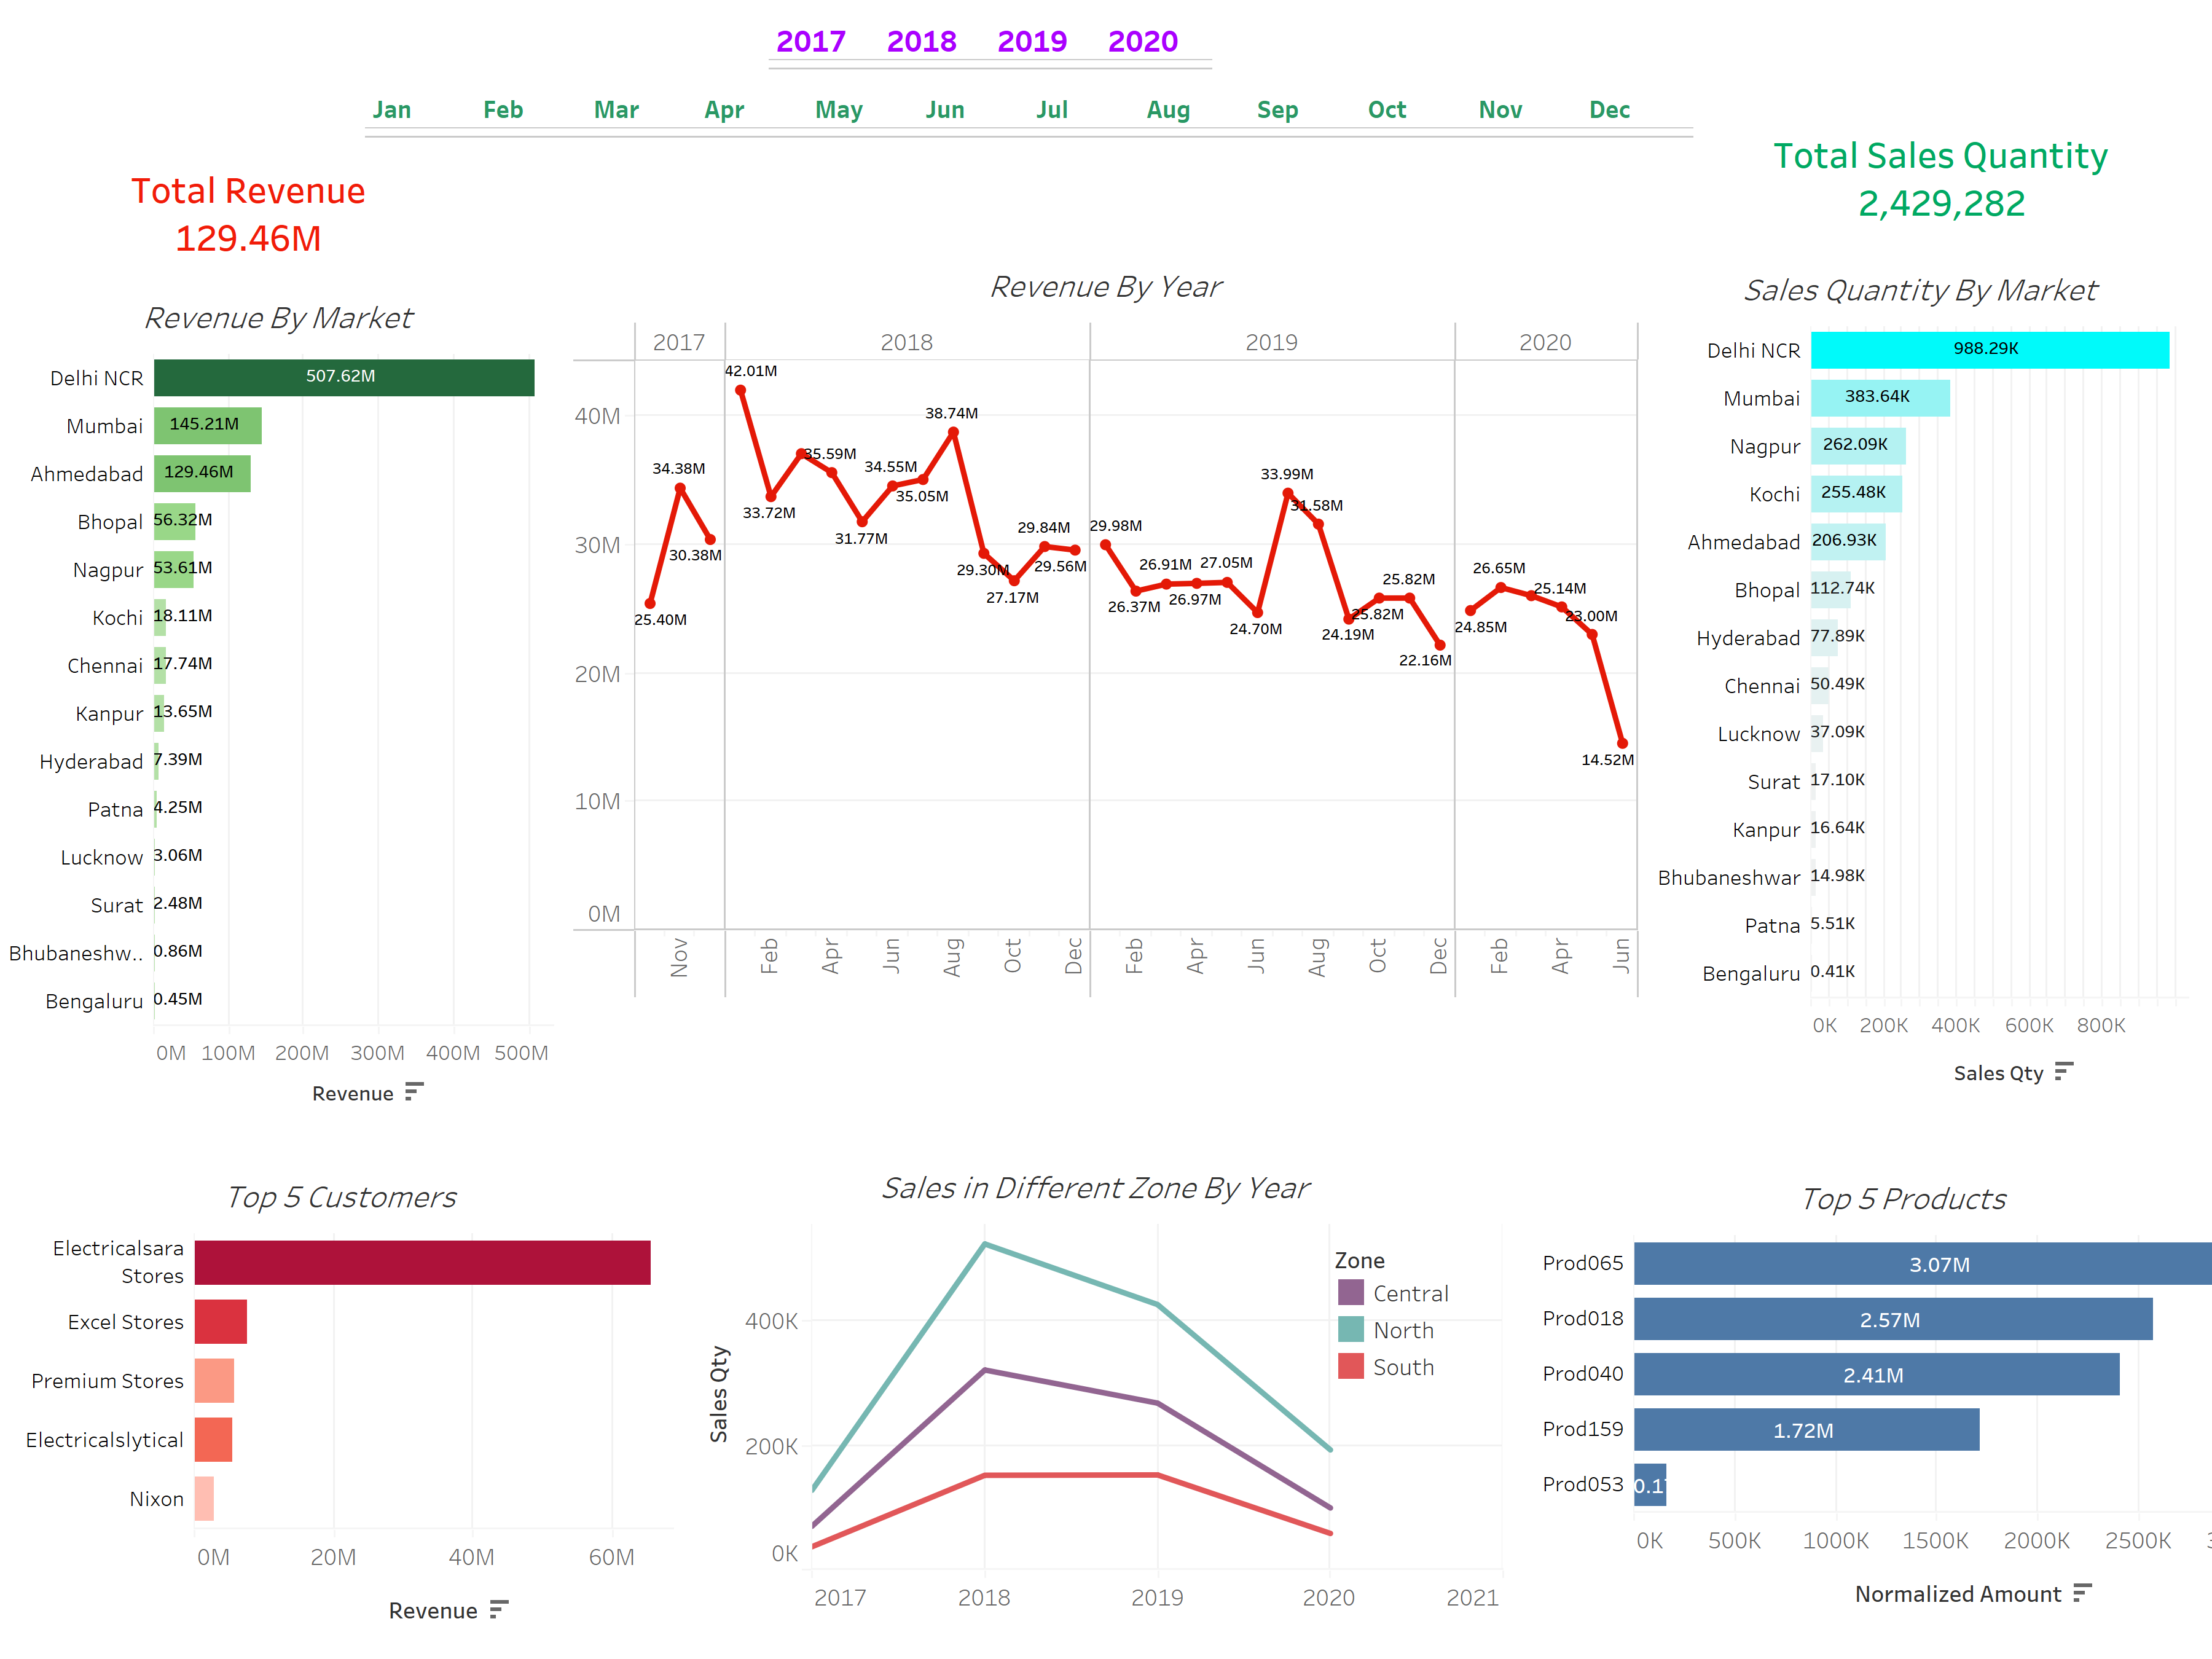 2017 2018 2019 2020
Jan Feb Mar Apr May Jun Jul Aug Sep Oct Nov Dec
Total Revenue
129.46M
Total Sales Quantity
2,429,282
Revenue By Market
Delhi NCR 507.62M
Mumbai 145.21M
Ahmedabad 129.46M
Bhopal 56.32M
Nagpur 53.61M
Kochi 18.11M
Chennai 17.74M
Kanpur 13.65M
Hyderabad 7.39M
Patna 4.25M
Lucknow 3.06M
Surat 2.48M
Bhubaneshw.. 0.86M
Bengaluru 0.45M
0M 100M 200M 300M 400M 500M
Revenue
Revenue By Year
2017 2018 2019 2020
40M
30M
20M
10M
0M
25.40M
34.38M
30.38M
42.01M
33.72M
35.59M
31.77M
34.55M
35.05M
38.74M
29.30M
27.17M
29.84M
29.56M
29.98M
26.37M
26.91M
26.97M
27.05M
24.70M
33.99M
31.58M
24.19M
25.82M
25.82M
22.16M
24.85M
26.65M
25.14M
23.00M
14.52M
Nov Feb Apr Jun Aug Oct Dec Feb Apr Jun Aug Oct Dec Feb Apr Jun
Sales Quantity By Market
Delhi NCR 988.29K
Mumbai 383.64K
Nagpur 262.09K
Kochi 255.48K
Ahmedabad 206.93K
Bhopal 112.74K
Hyderabad 77.89K
Chennai 50.49K
Lucknow 37.09K
Surat 17.10K
Kanpur 16.64K
Bhubaneshwar 14.98K
Patna 5.51K
Bengaluru 0.41K
0K 200K 400K 600K 800K
Sales Qty
Top 5 Customers
Electricalsara
Stores
Excel Stores
Premium Stores
Electricalslytical
Nixon
0M 20M 40M 60M
Revenue
Sales in Different Zone By Year
Sales Qty
400K
200K
0K
2017 2018 2019 2020 2021
Zone
Central
North
South
Top 5 Products
Prod065 3.07M
Prod018 2.57M
Prod040 2.41M
Prod159 1.72M
Prod053
0K 500K 1000K 1500K 2000K 2500K
Normalized Amount